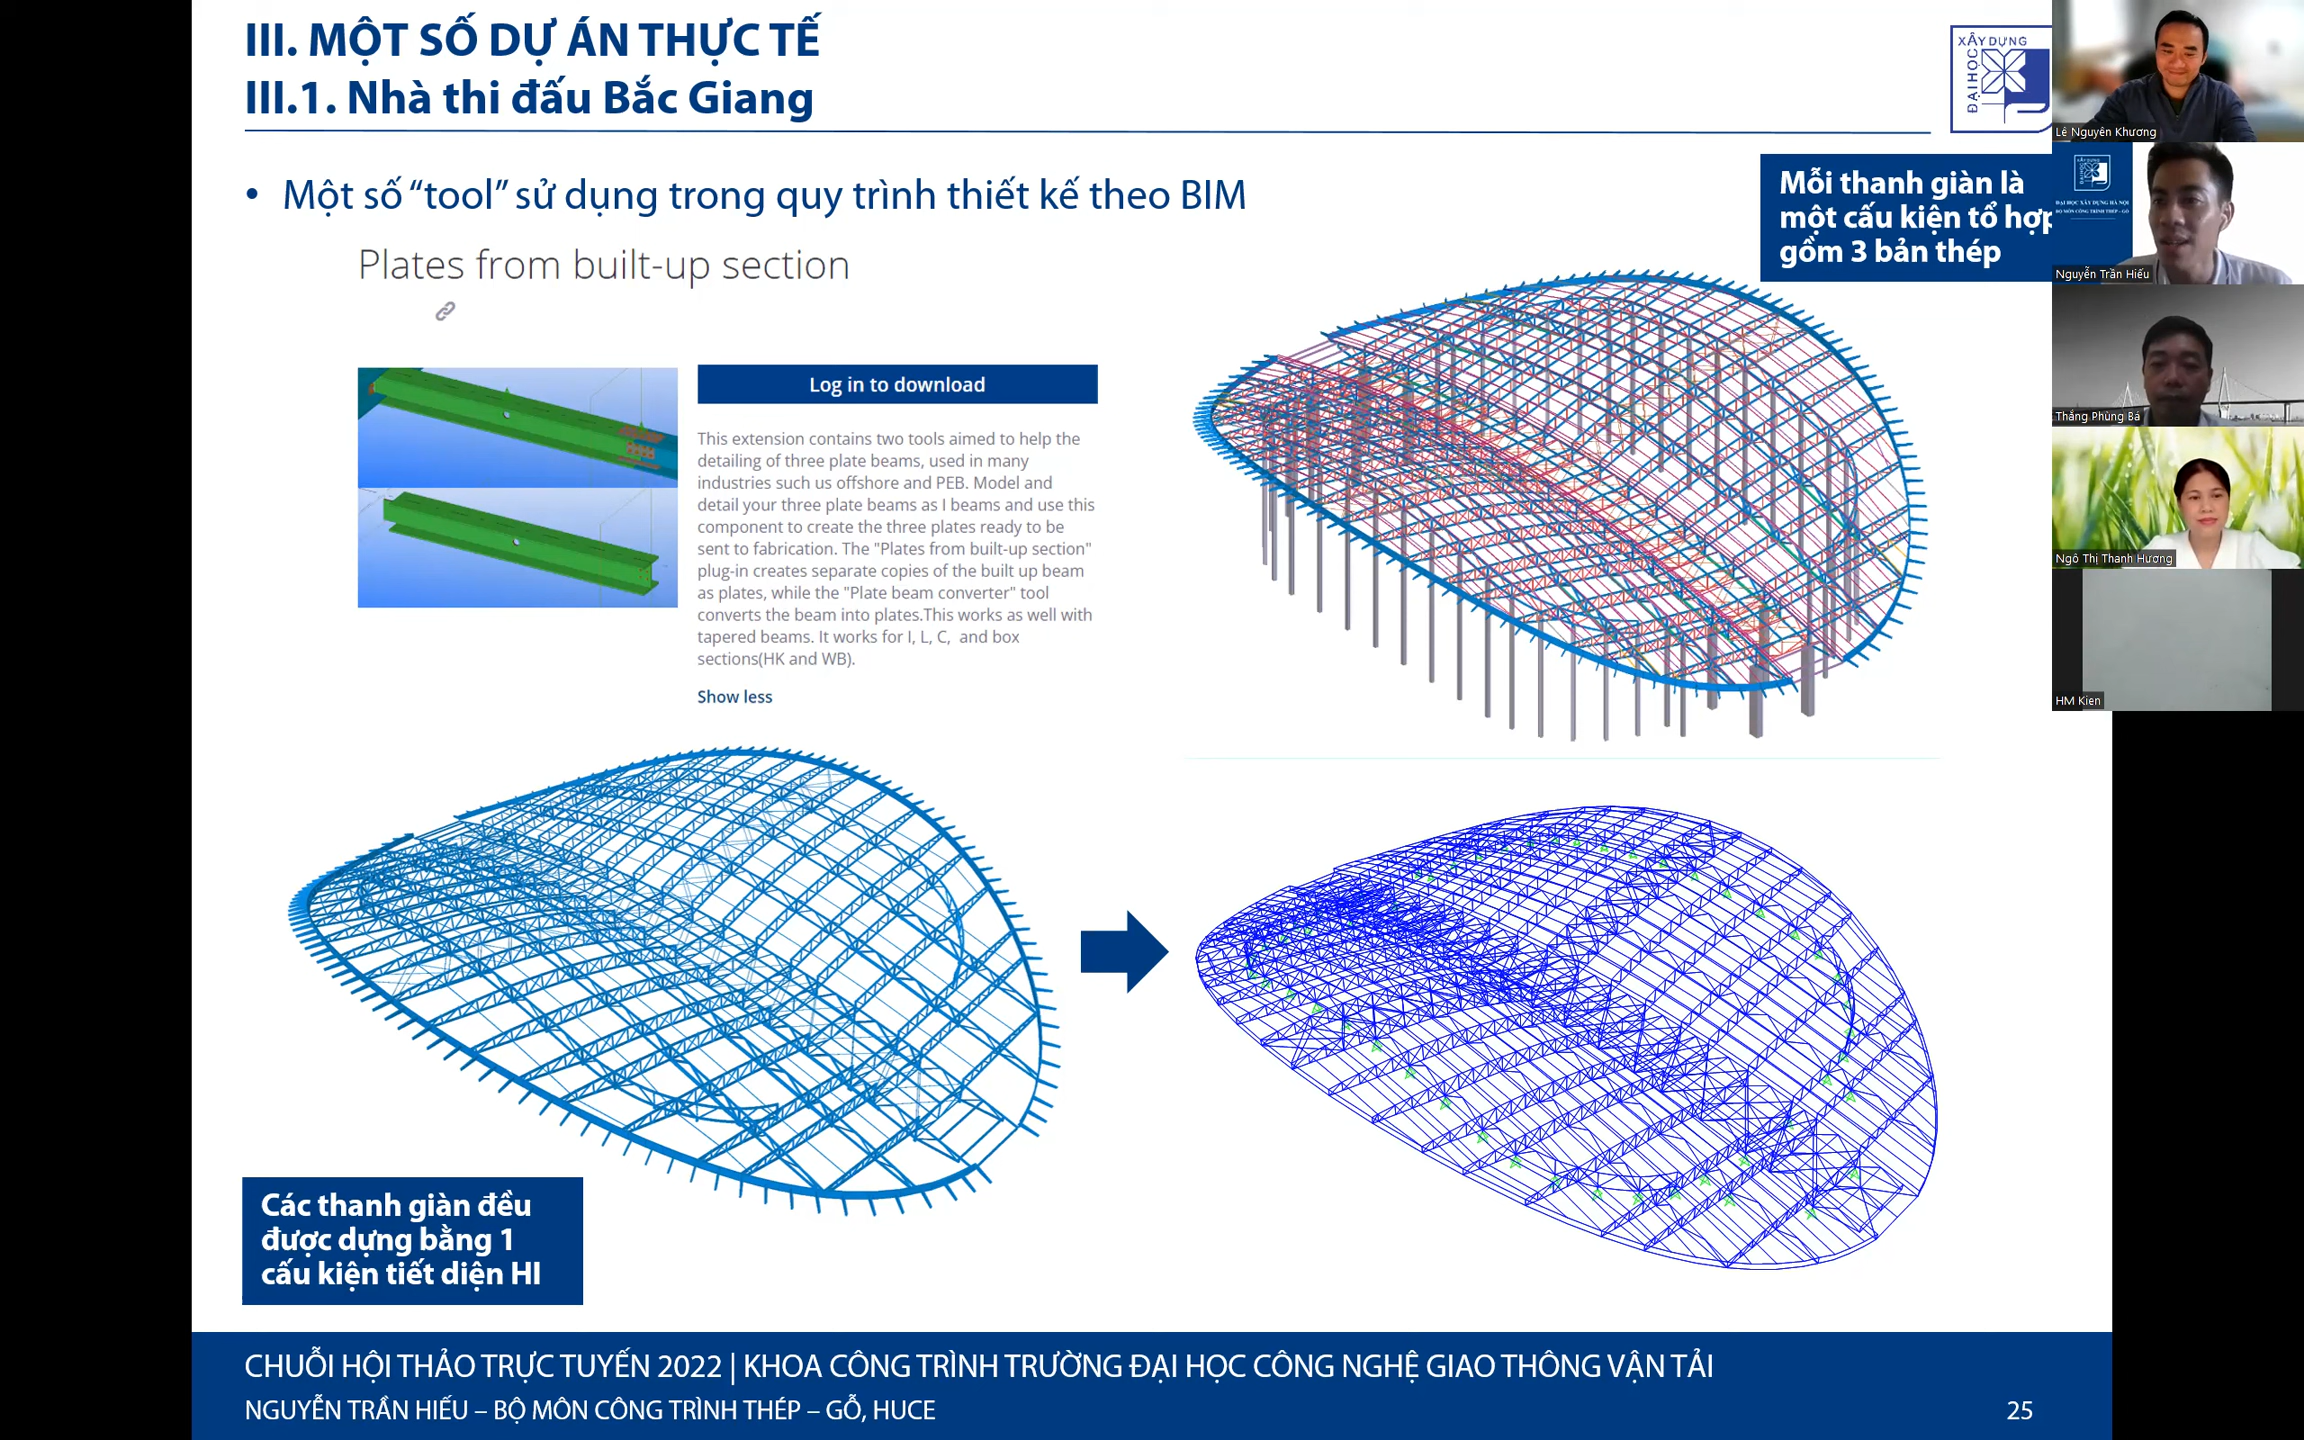 III. MỘT SỐ DỰ ÁN THỰC TẾ
III.1. Nhà thi đấu Bắc Giang
XÂY DỰNG
ĐẠI HỌC
• Một số “tool” sử dụng trong quy trình thiết kế theo BIM
Mỗi thanh giàn là
một cấu kiện tổ hợp
gồm 3 bản thép
Plates from built-up section
Log in to download
This extension contains two tools aimed to help the
detailing of three plate beams, used in many
industries such us offshore and PEB. Model and
detail your three plate beams as I beams and use this
component to create the three plates ready to be
sent to fabrication. The "Plates from built-up section"
plug-in creates separate copies of the built up beam
as plates, while the "Plate beam converter" tool
converts the beam into plates.This works as well with
tapered beams. It works for I, L, C, and box
sections(HK and WB).
Show less
Các thanh giàn đều
được dựng bằng 1
cấu kiện tiết diện HI
CHUỖI HỘI THẢO TRỰC TUYẾN 2022 | KHOA CÔNG TRÌNH TRƯỜNG ĐẠI HỌC CÔNG NGHỆ GIAO THÔNG VẬN TẢI
NGUYỄN TRẦN HIẾU – BỘ MÔN CÔNG TRÌNH THÉP – GỖ, HUCE
25
Lê Nguyên Khương
ĐẠI HỌC XÂY DỰNG HÀ NỘI
BỘ MÔN CÔNG TRÌNH THÉP - GỖ
Nguyễn Trần Hiếu
Thắng Phùng Bá
Ngô Thị Thanh Hương
HM Kien